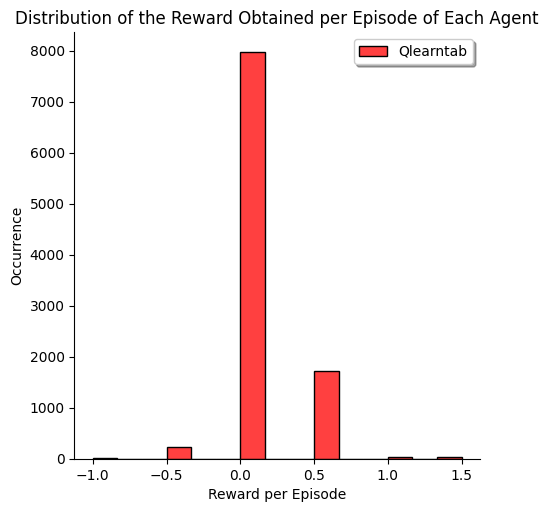 Distribution of the Reward Obtained per Episode of Each Agent
Qlearntab
8000
7000
6000
5000
4000
3000
2000
1000
0
Occurrence
−1.0 −0.5 0.0 0.5 1.0 1.5
Reward per Episode